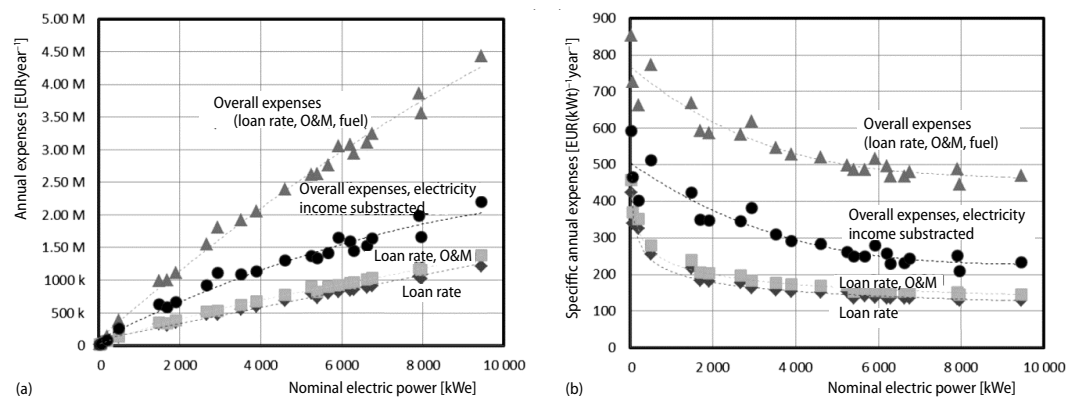 Annual expenses [EURyear⁻¹]
5.00 M
4.50 M
4.00 M
3.50 M
3.00 M
2.50 M
2.00 M
1.50 M
1000 k
500 k
0
0
2 000
4 000
6 000
8 000
10 000
Overall expenses
(loan rate, O&M, fuel)
Overall expenses, electricity
income substracted
Loan rate, O&M
Loan rate
Nominal electric power [kWe]
(a)
Speciffic annual expenses [EUR(kWt)⁻¹year⁻¹]
900
800
700
600
500
400
300
200
100
0
0
2 000
4 000
6 000
8 000
10 000
Overall expenses
(loan rate, O&M, fuel)
Overall expenses, electricity
income substracted
Loan rate, O&M
Loan rate
Nominal electric power [kWe]
(b)